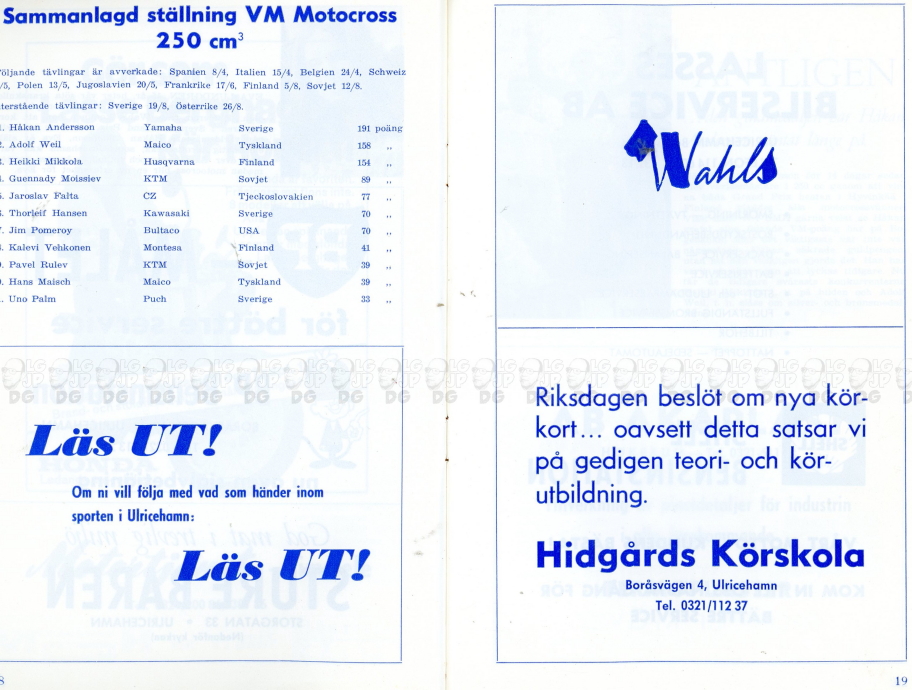 Sammanlagd ställning VM Motocross
250 cm³
öljande tävlingar är avverkade: Spanien 8/4, Italien 15/4, Belgien 24/4, Schweiz
/5, Polen 13/5, Jugoslavien 20/5, Frankrike 17/6, Finland 5/8, Sovjet 12/8.
terstående tävlingar: Sverige 19/8, Österrike 26/8.
. Håkan Andersson Yamaha Sverige 191 poäng
. Adolf Weil Maico Tyskland 158 „
. Heikki Mikkola Husqvarna Finland 154 „
. Guennady Moissiev KTM Sovjet 89 „
. Jaroslav Falta CZ Tjeckoslovakien 77 „
. Thorleif Hansen Kawasaki Sverige 70 „
. Jim Pomeroy Bultaco USA 70 „
. Kalevi Vehkonen Montesa Finland 41 „
. Pavel Rulev KTM Sovjet 39 „
. Hans Maisch Maico Tyskland 39 „
. Uno Palm Puch Sverige 33 „
Läs UT!
Om ni vill följa med vad som händer inom
sporten i Ulricehamn:
Läs UT!
8
Wahls
Riksdagen beslöt om nya kör-
kort... oavsett detta satsar vi
på gedigen teori- och kör-
utbildning.
Hidgårds Körskola
Boråsvägen 4, Ulricehamn
Tel. 0321/112 37
19